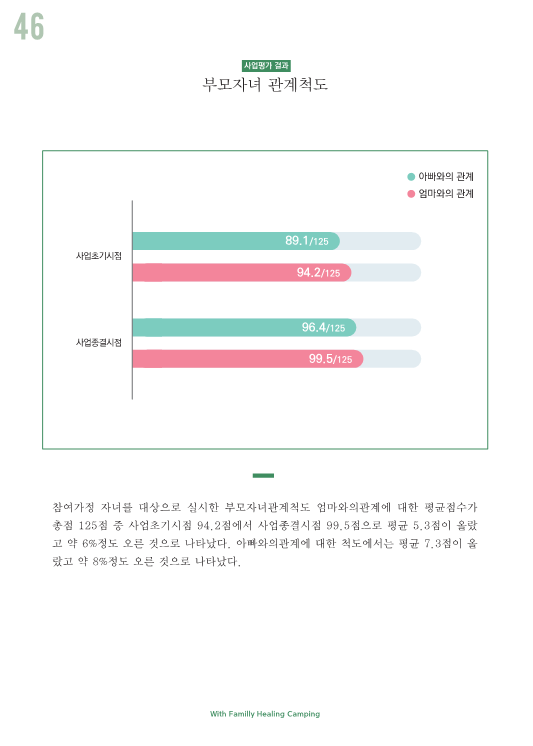 46
사업평가 결과
부모자녀 관계척도
아빠와의 관계
엄마와의 관계
사업초기시점
89.1/125
94.2/125
사업종결시점
96.4/125
99.5/125
참여가정 자녀를 대상으로 실시한 부모자녀관계척도 엄마와의관계에 대한 평균점수가
총점 125점 중 사업초기시점 94.2점에서 사업종결시점 99.5점으로 평균 5.3점이 올랐
고 약 6%정도 오른 것으로 나타났다. 아빠와의관계에 대한 척도에서는 평균 7.3점이 올
랐고 약 8%정도 오른 것으로 나타났다.
With Familly Healing Camping